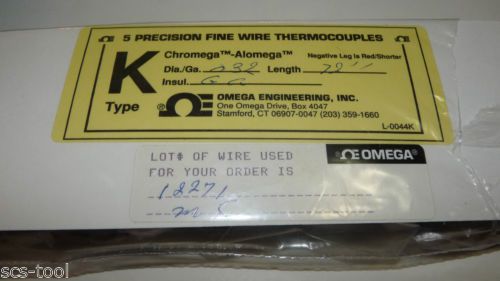 5 PRECISION FINE WIRE THERMOCOUPLES
K
Type
Chromega™-Alomega™
Negative Leg is Red/Shorter
Dia./Ga. .032 Length 72"
Insul. GG
OMEGA ENGINEERING, INC.
One Omega Drive, Box 4047
Stamford, CT 06907-0047 (203) 359-1660
L-0044K
LOT# OF WIRE USED
FOR YOUR ORDER IS
OMEGA®
12271
scs-tool